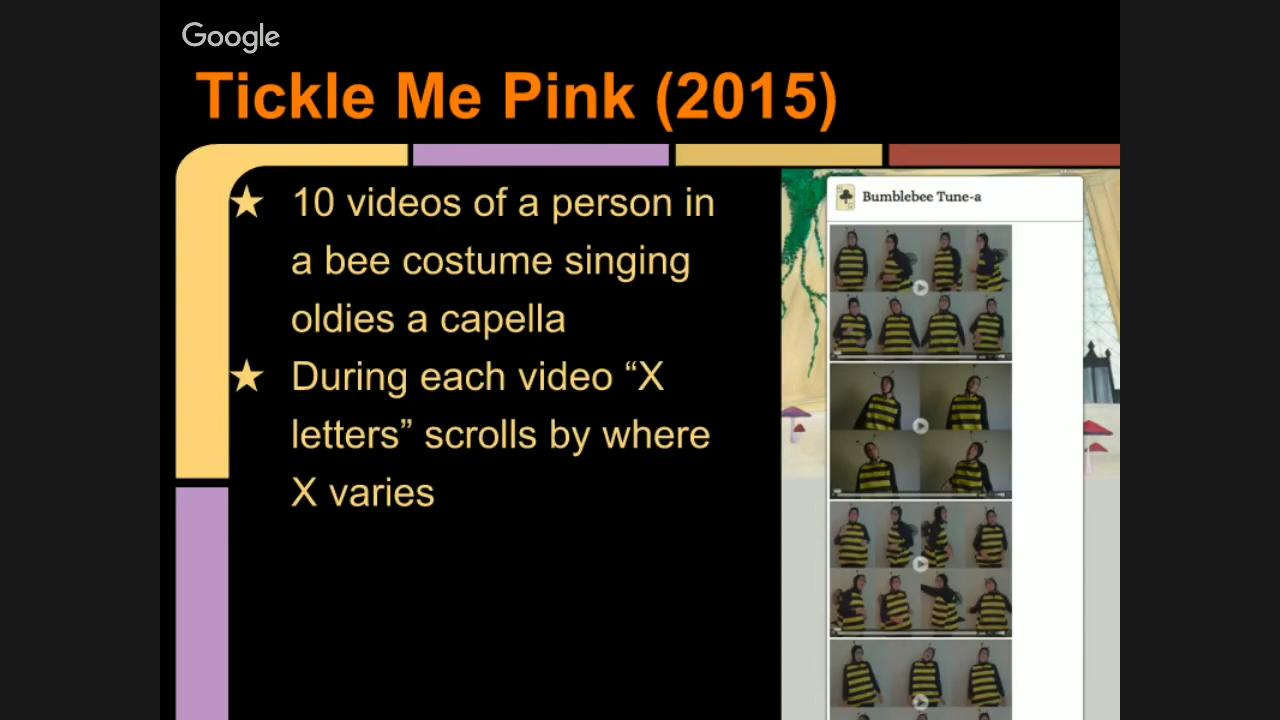 Google
Tickle Me Pink (2015)
★ 10 videos of a person in
a bee costume singing
oldies a capella
★ During each video “X
letters” scrolls by where
X varies
Bumblebee Tune-a